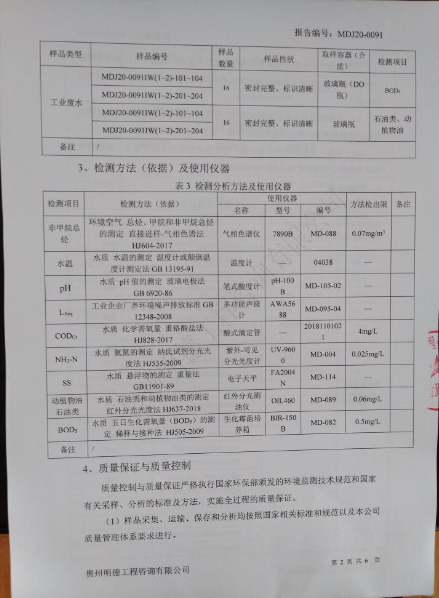 报告编号：MDJ20-0091
样品类型 样品编号 样品数量 样品性状 取样容器（介质） 检测项目
工业废水
MDJ20-0091IW(1~2)-101~104
MDJ20-0091IW(1~2)-201~204
16 密封完整、标识清晰 玻璃瓶（DO瓶） BOD₅
MDJ20-0091IW(1~2)-101~104
MDJ20-0091IW(1~2)-201~204
16 密封完整、标识清晰 玻璃瓶 石油类、动植物油
备注 /
3、检测方法（依据）及使用仪器
表 3 检测分析方法及使用仪器
检测项目 检测方法（依据） 使用仪器 方法检出限 备注
名称 型号 编号
非甲烷总烃 环境空气 总烃、甲烷和非甲烷总烃的测定 直接进样-气相色谱法 HJ604-2017 气相色谱仪 7890B MD-088 0.07mg/m³
水温 水质 水温的测定 温度计或颠倒温度计测定法 GB 13195-91 温度计 — 04038 —
pH 水质 pH 值的测定 玻璃电极法 GB 6920-86 笔式酸度计 pH-100B MD-105-02 —
LAeq 工业企业厂界环境噪声排放标准 GB 12348-2008 多功能声级计 AWA5688 MD-095-04 —
CODCr 水质 化学需氧量 重铬酸盐法 HJ828-2017 酸式滴定管 — 20181101021 4mg/L
NH₃-N 水质 氨氮的测定 纳氏试剂分光光度法 HJ535-2009 紫外-可见分光光度计 UV-9600 MD-004 0.025mg/L
SS 水质 悬浮物的测定 重量法 GB11901-89 电子天平 FA2004N MD-114 —
动植物油 石油类 水质 石油类和动植物油类的测定 红外分光光度法 HJ637-2018 红外分光测油仪 OIL460 MD-089 0.06mg/L
BOD₅ 水质 五日生化需氧量（BOD₅）的测定 稀释与接种法 HJ505-2009 生化霉菌培养箱 BJR-150B MD-082 0.5mg/L
备注 /
4、质量保证与质量控制
质量控制与质量保证严格执行国家环保部颁发的环境监测技术规范和国家
有关采样、分析的标准及方法，实施全过程的质量保证。
（1）样品采集、运输、保存和分析均按照国家相关标准和规范以及本公司
质量管理体系要求进行。
贵州明德工程咨询有限公司
第 2 页 共 6 页